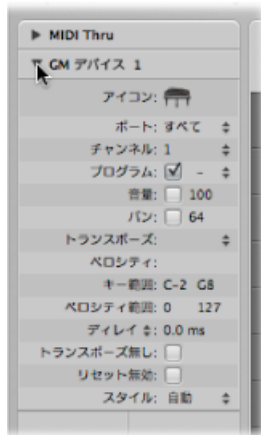 MIDI Thru
GM デバイス 1
アイコン:
ポート: すべて
チャンネル: 1
プログラム: -
音量: 100
パン: 64
トランスポーズ:
ベロシティ:
キー範囲: C-2 G8
ベロシティ範囲: 0 127
ディレイ: 0.0 ms
トランスポーズ無し:
リセット無効:
スタイル: 自動